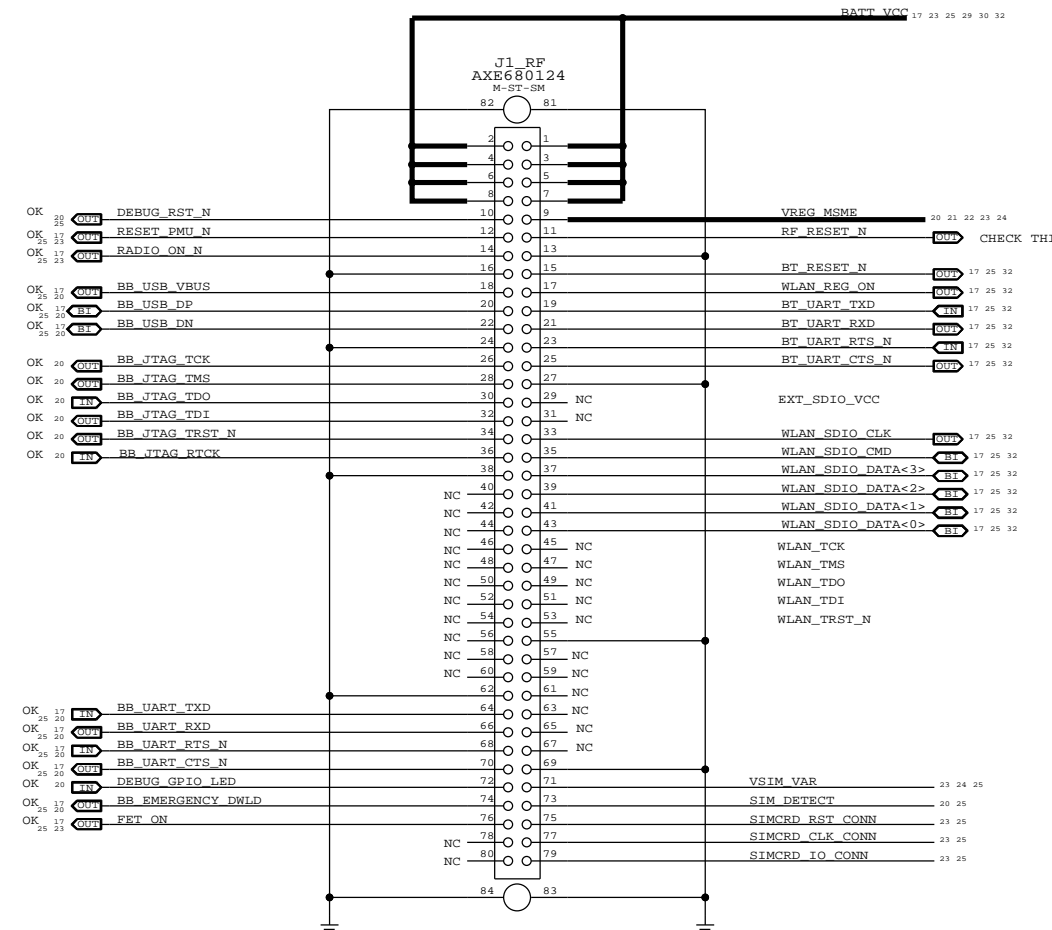 BATT_VCC 17 23 25 29 30 32
J1_RF
AXE680124
M-ST-SM
82 81
2 1
4 3
6 5
8 7
OK 20 25 OUT DEBUG_RST_N 10 9 VREG_MSME 20 21 22 23 24
OK 17 25 23 OUT RESET_PMU_N 12 11 RF_RESET_N OUT CHECK THI
OK 17 25 23 OUT RADIO_ON_N 14 13
16 15 BT_RESET_N OUT 17 25 32
OK 17 25 20 OUT BB_USB_VBUS 18 17 WLAN_REG_ON OUT 17 25 32
OK 17 25 20 BI BB_USB_DP 20 19 BT_UART_TXD IN 17 25 32
OK 17 25 20 BI BB_USB_DN 22 21 BT_UART_RXD OUT 17 25 32
24 23 BT_UART_RTS_N IN 17 25 32
OK 20 OUT BB_JTAG_TCK 26 25 BT_UART_CTS_N OUT 17 25 32
OK 20 OUT BB_JTAG_TMS 28 27
OK 20 IN BB_JTAG_TDO 30 29 NC EXT_SDIO_VCC
OK 20 OUT BB_JTAG_TDI 32 31 NC
OK 20 OUT BB_JTAG_TRST_N 34 33 WLAN_SDIO_CLK OUT 17 25 32
OK 20 IN BB_JTAG_RTCK 36 35 WLAN_SDIO_CMD BI 17 25 32
38 37 WLAN_SDIO_DATA<3> BI 17 25 32
NC 40 39 WLAN_SDIO_DATA<2> BI 17 25 32
NC 42 41 WLAN_SDIO_DATA<1> BI 17 25 32
NC 44 43 WLAN_SDIO_DATA<0> BI 17 25 32
NC 46 45 NC WLAN_TCK
NC 48 47 NC WLAN_TMS
NC 50 49 NC WLAN_TDO
NC 52 51 NC WLAN_TDI
NC 54 53 NC WLAN_TRST_N
NC 56 55
NC 58 57 NC
NC 60 59 NC
62 61 NC
OK 17 25 20 IN BB_UART_TXD 64 63 NC
OK 17 25 20 OUT BB_UART_RXD 66 65 NC
OK 17 25 20 IN BB_UART_RTS_N 68 67 NC
OK 17 25 20 OUT BB_UART_CTS_N 70 69
OK 20 IN DEBUG_GPIO_LED 72 71 VSIM_VAR 23 24 25
OK 17 25 20 OUT BB_EMERGENCY_DWLD 74 73 SIM_DETECT 20 25
OK 17 25 23 OUT FET_ON 76 75 SIMCRD_RST_CONN 23 25
NC 78 77 SIMCRD_CLK_CONN 23 25
NC 80 79 SIMCRD_IO_CONN 23 25
84 83